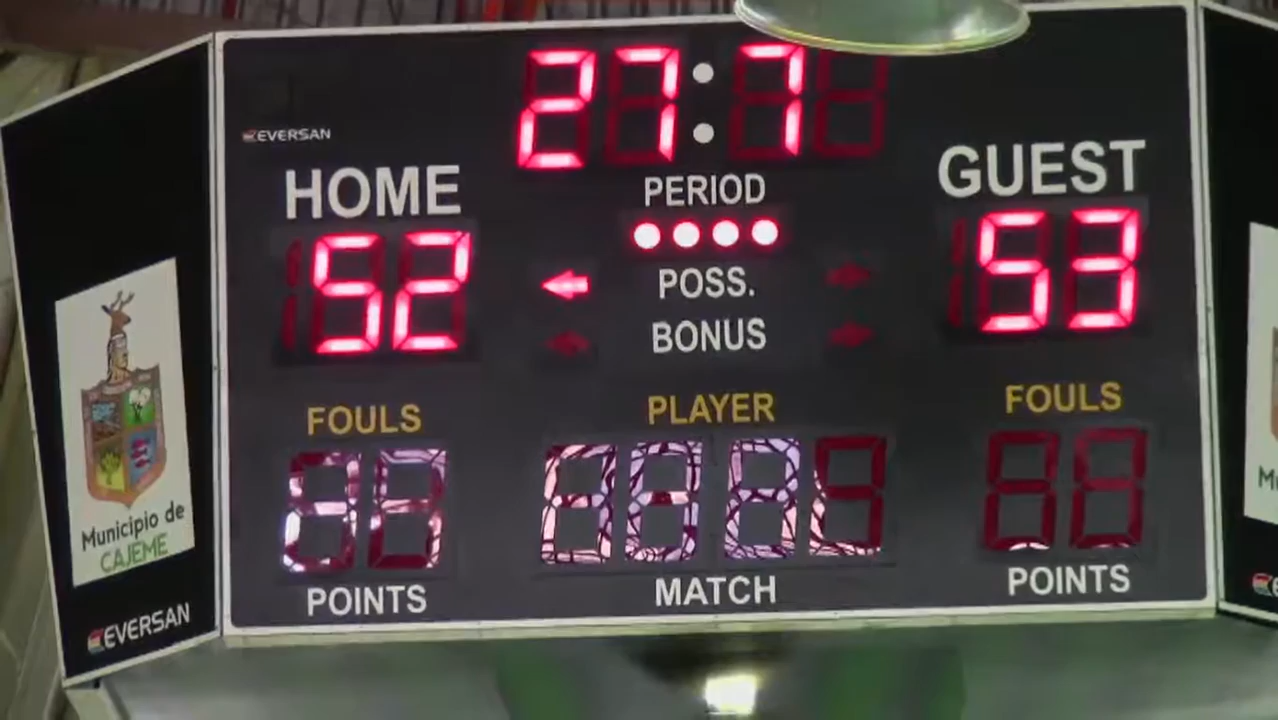 27:7
EVERSAN
HOME
PERIOD
GUEST
52
53
POSS.
BONUS
FOULS
PLAYER
FOULS
POINTS
MATCH
POINTS
Municipio de
CAJEME
EVERSAN